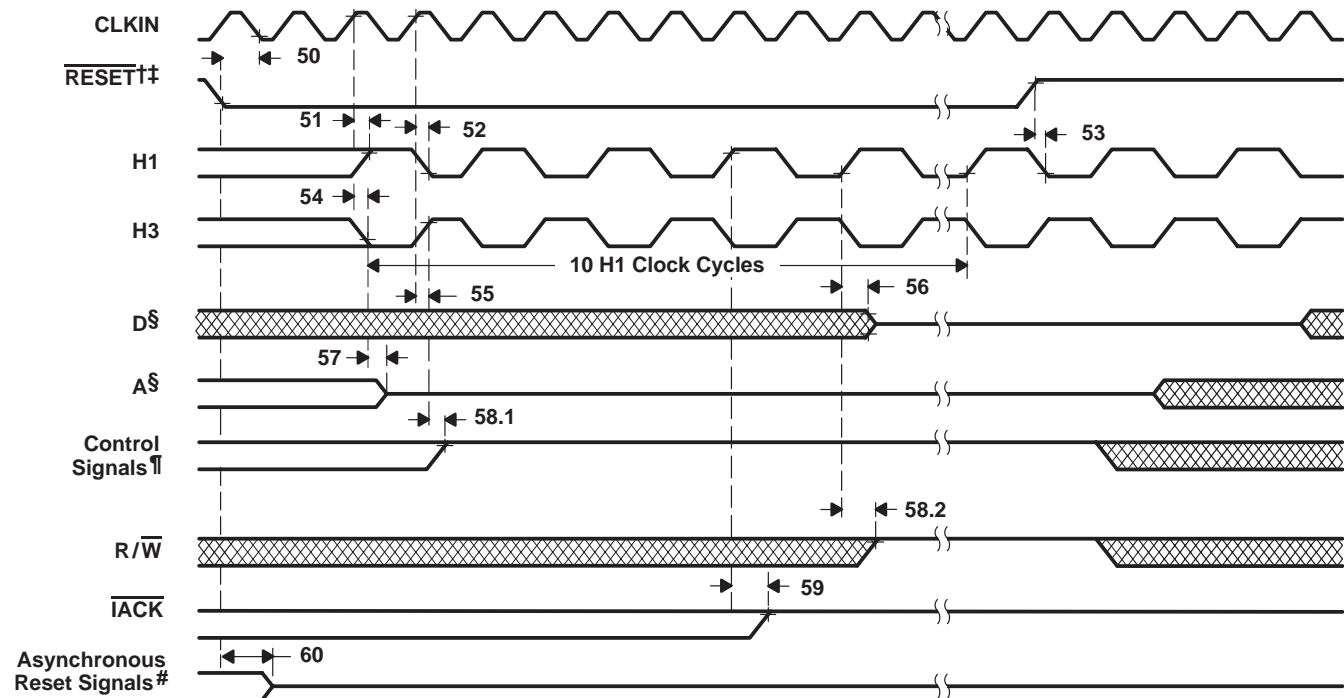 CLKIN
50
RESET†‡
51
52
53
H1
54
H3
10 H1 Clock Cycles
55
56
D§
57
A§
58.1
Control
Signals¶
58.2
R/W
59
IACK
60
Asynchronous
Reset Signals#